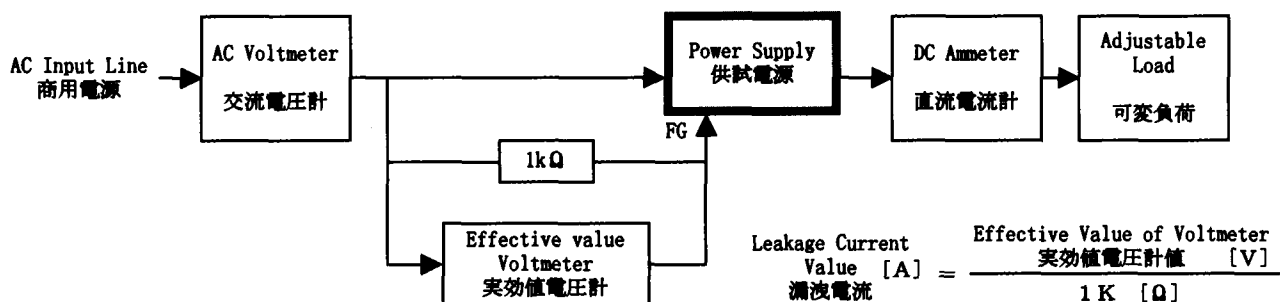 AC Input Line
商用電源
AC Voltmeter
交流電圧計
Power Supply
供試電源
DC Ammeter
直流電流計
Adjustable
Load
可変負荷
FG
1kΩ
Effective value
Voltmeter
実効値電圧計
Leakage Current
Value [A] =
漏洩電流
Effective Value of Voltmeter
実効値電圧計値 [V]
1K [Ω]